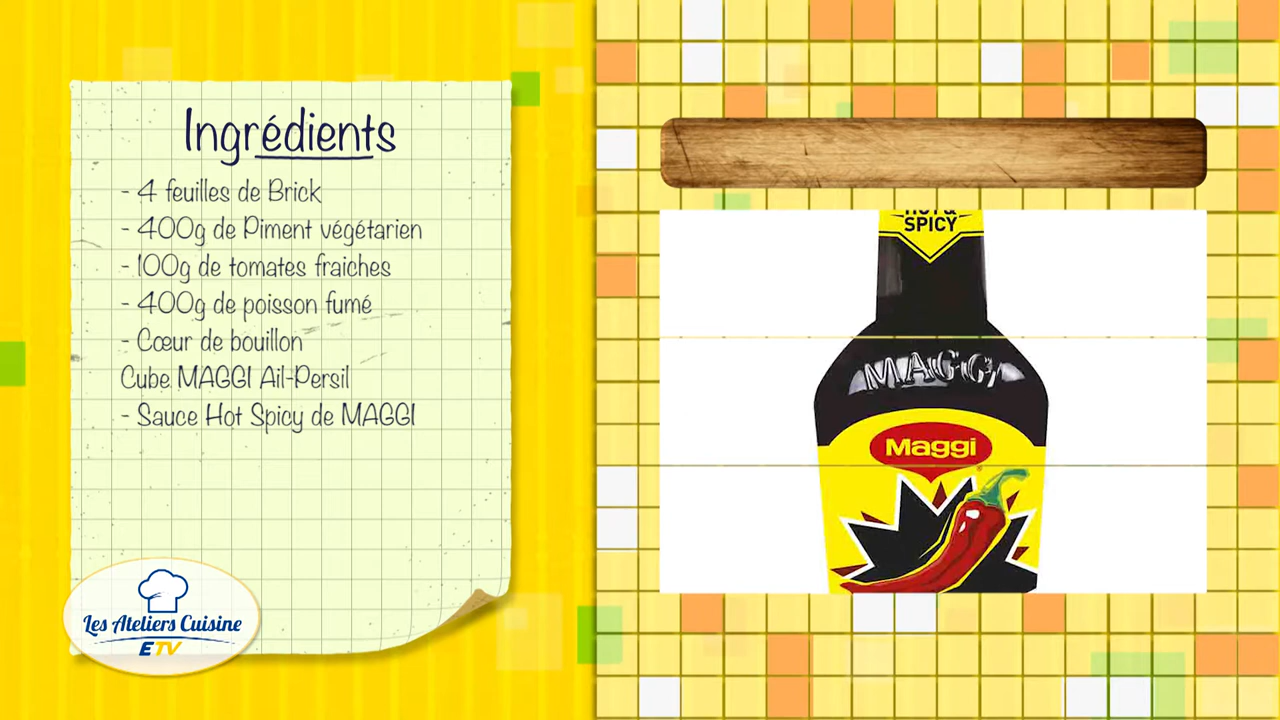 Ingrédients
- 4 feuilles de Brick
- 400g de Piment végétarien
- 100g de tomates fraiches
- 400g de poisson fumé
- Cœur de bouillon
Cube MAGGI Ail-Persil
- Sauce Hot Spicy de MAGGI
Les Ateliers Cuisine
ETV
HOT &
SPICY
MAGGI
Maggi